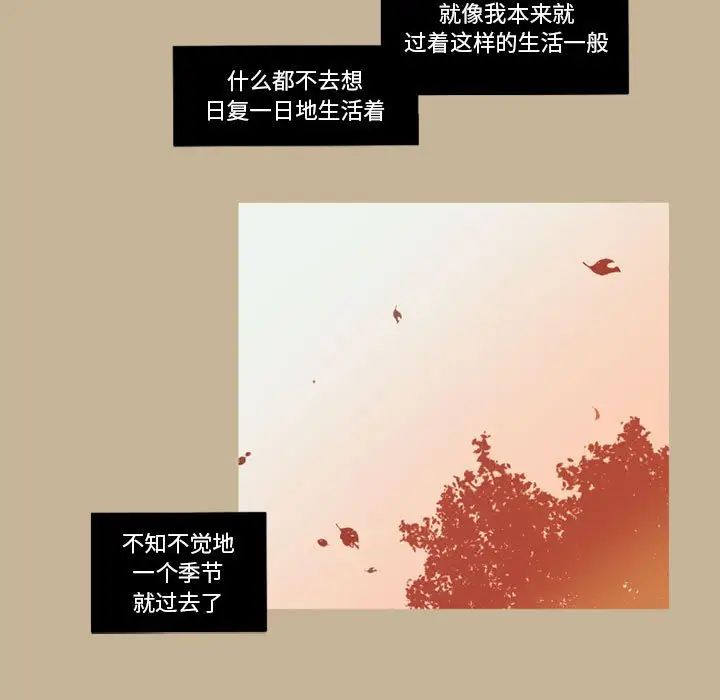 就像我本来就
过着这样的生活一般
什么都不去想
日复一日地生活着
不知不觉地
一个季节
就过去了